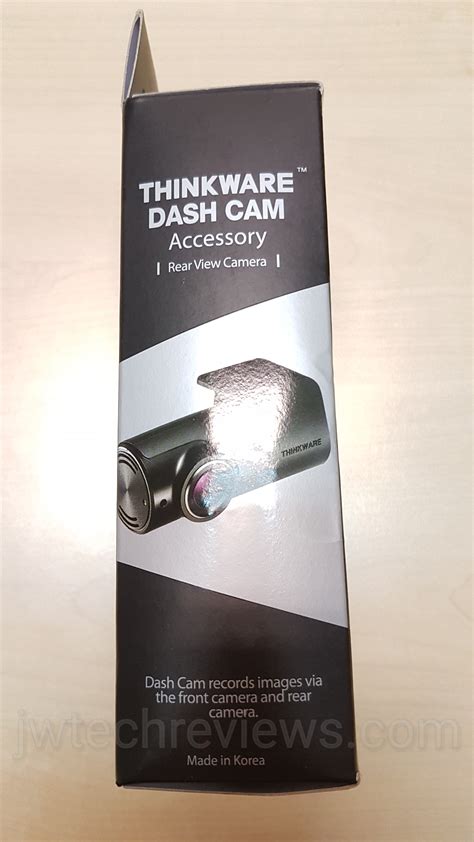 THINKWARE™
DASH CAM
Accessory
| Rear View Camera |
THINKWARE
Dash Cam records images via
the front camera and rear
camera.
jwtechreviews.com
Made in Korea